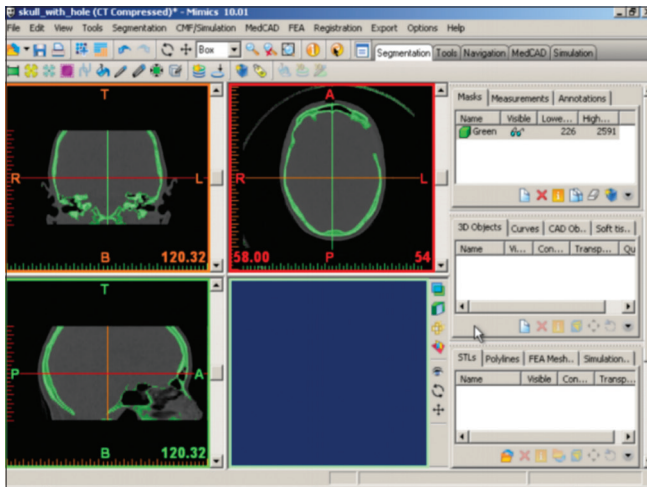 skull_with_hole (CT Compressed)* - Mimics 10.01
File Edit View Tools Segmentation CMF/Simulation MedCAD FEA Registration Export Options Help
Box Segmentation Tools Navigation MedCAD Simulation
T
R L
B 120.32
A
R L
58.00 P 54
T
P A
B 120.32
Masks Measurements Annotations
Name Visible Lowe... High...
Green 226 2591
3D Objects Curves CAD Ob.. Soft tis..
Name Vi... Con... Transp... Qu
STLs Polylines FEA Mesh.. Simulation..
Name Visible Con... Transp...